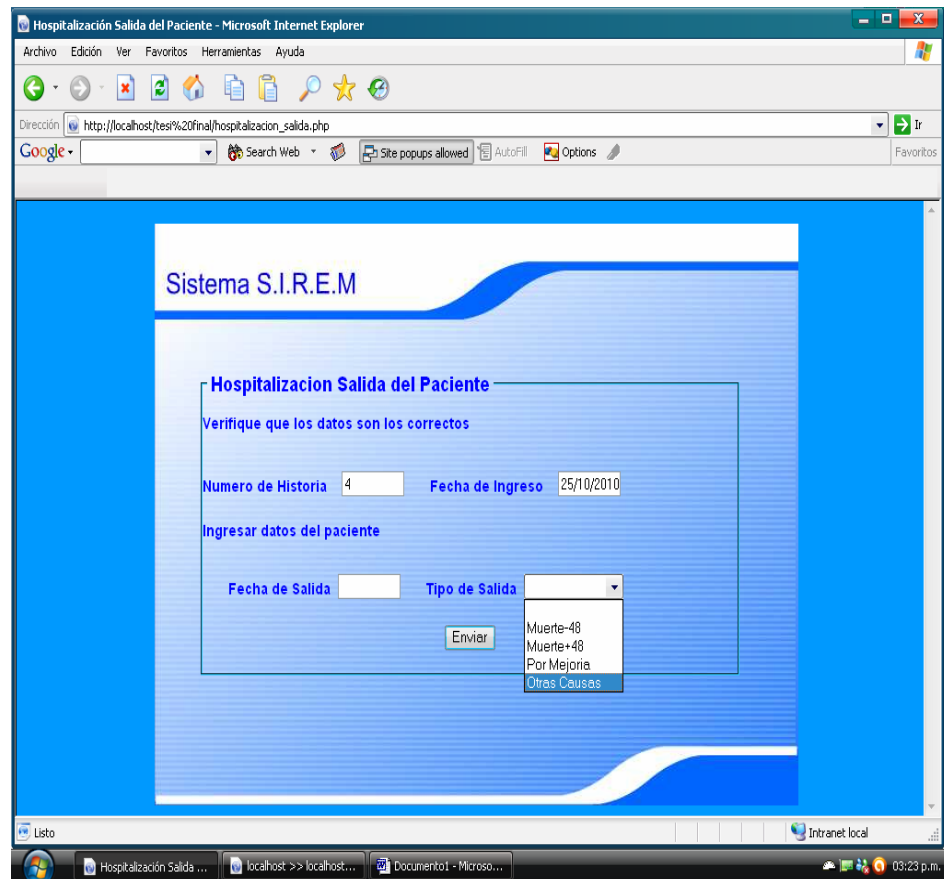 Hospitalización Salida del Paciente - Microsoft Internet Explorer
Archivo Edición Ver Favoritos Herramientas Ayuda
Dirección http://localhost/tesi%20final/hospitalizacion_salida.php Ir
Google Search Web Site popups allowed AutoFill Options Favoritos
Sistema S.I.R.E.M
Hospitalizacion Salida del Paciente
Verifique que los datos son los correctos
Numero de Historia 4 Fecha de Ingreso 25/10/2010
Ingresar datos del paciente
Fecha de Salida Tipo de Salida
Enviar
Muerte-48
Muerte+48
Por Mejoria
Otras Causas
Listo Intranet local
Hospitalización Salida ... localhost >> localhost... Documento1 - Microso... 03:23 p.m.